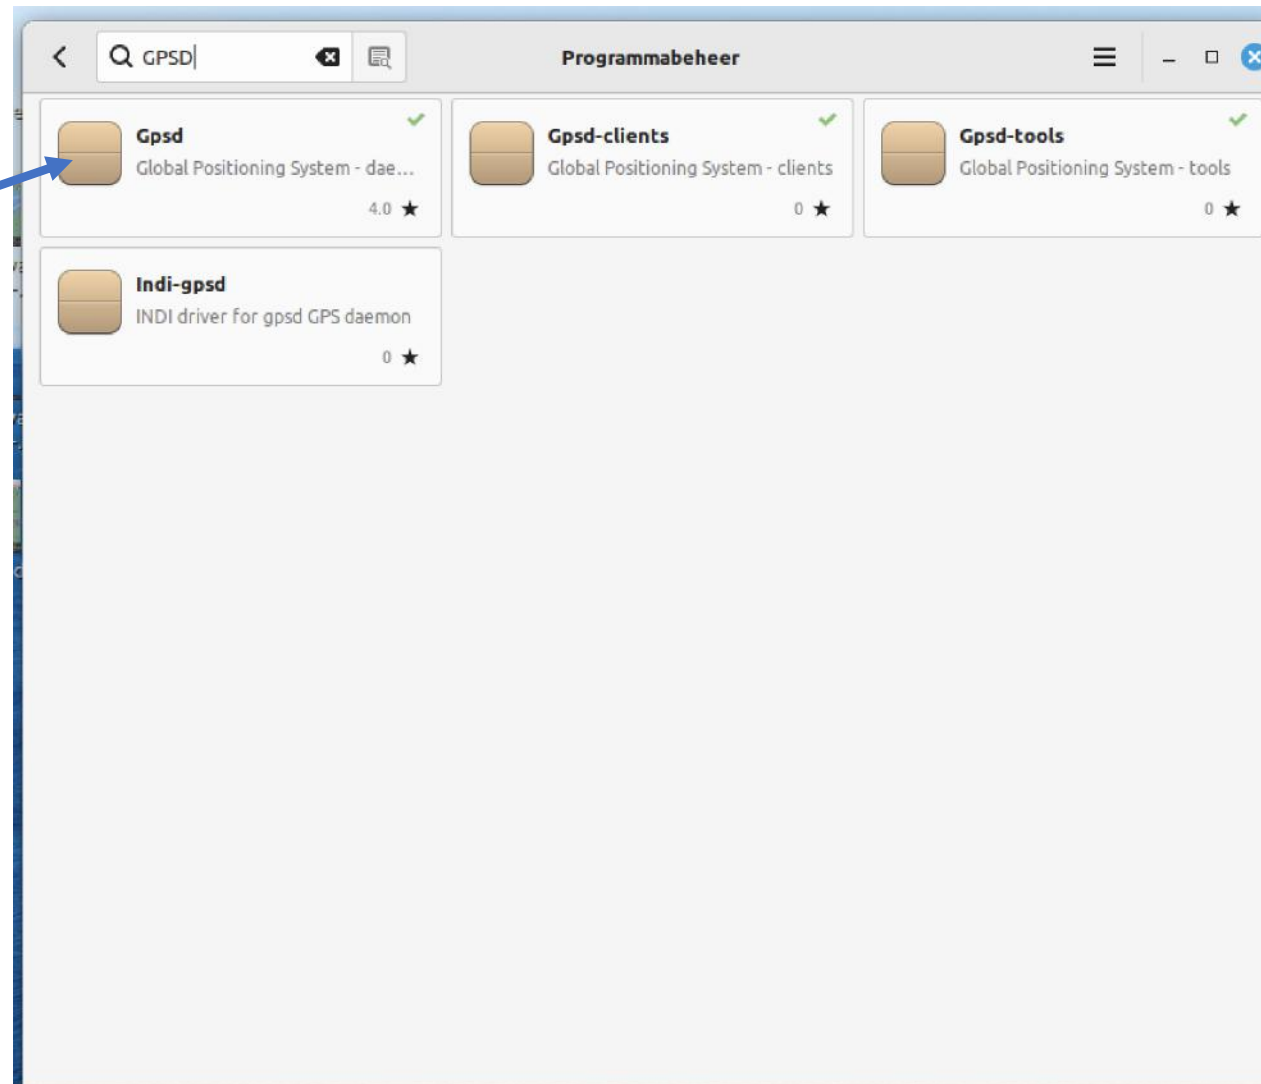 GPSD
Programmabeheer
Gpsd
Global Positioning System - dae...
4.0 ★
Gpsd-clients
Global Positioning System - clients
0 ★
Gpsd-tools
Global Positioning System - tools
0 ★
Indi-gpsd
INDI driver for gpsd GPS daemon
0 ★